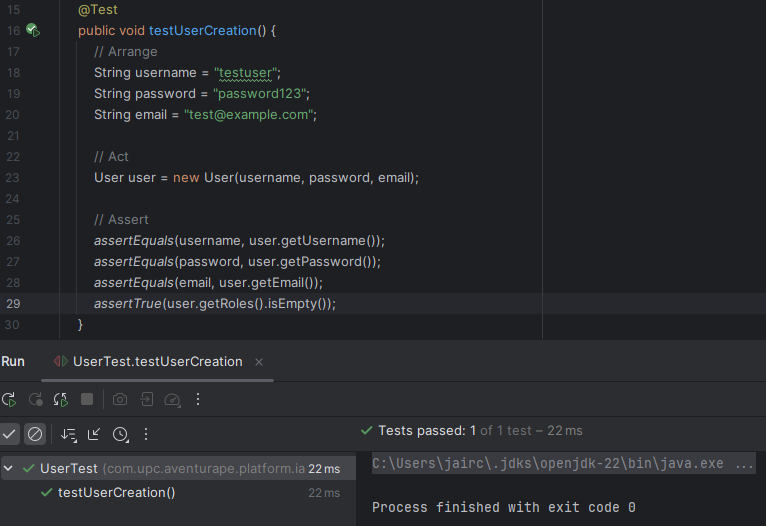 15 @Test
16 public void testUserCreation() {
17 // Arrange
18 String username = "testuser";
19 String password = "password123";
20 String email = "test@example.com";
21
22 // Act
23 User user = new User(username, password, email);
24
25 // Assert
26 assertEquals(username, user.getUsername());
27 assertEquals(password, user.getPassword());
28 assertEquals(email, user.getEmail());
29 assertTrue(user.getRoles().isEmpty());
30 }
Run UserTest.testUserCreation ×
Tests passed: 1 of 1 test – 22 ms
UserTest (com.upc.aventurape.platform.ia 22 ms
C:\Users\jairc\.jdks\openjdk-22\bin\java.exe ...
testUserCreation() 22 ms
Process finished with exit code 0